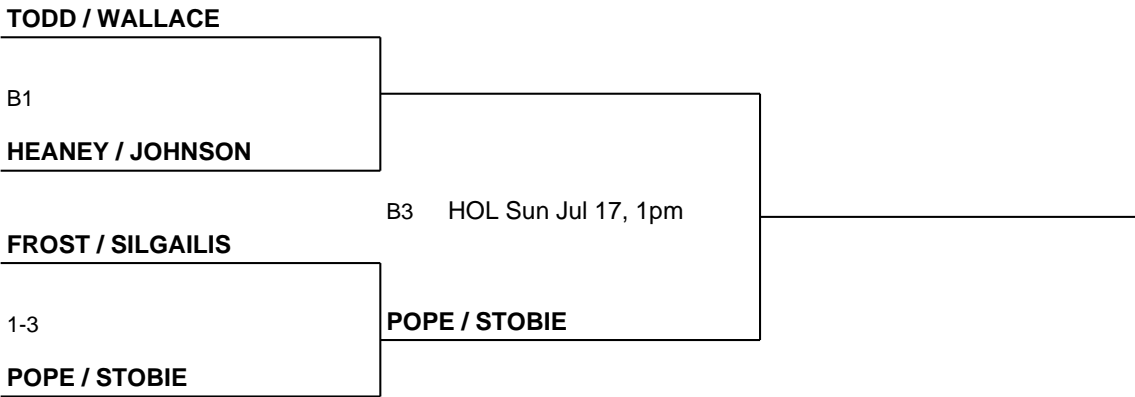 TODD / WALLACE
B1
HEANEY / JOHNSON
B3 HOL Sun Jul 17, 1pm
FROST / SILGAILIS
1-3
POPE / STOBIE
POPE / STOBIE